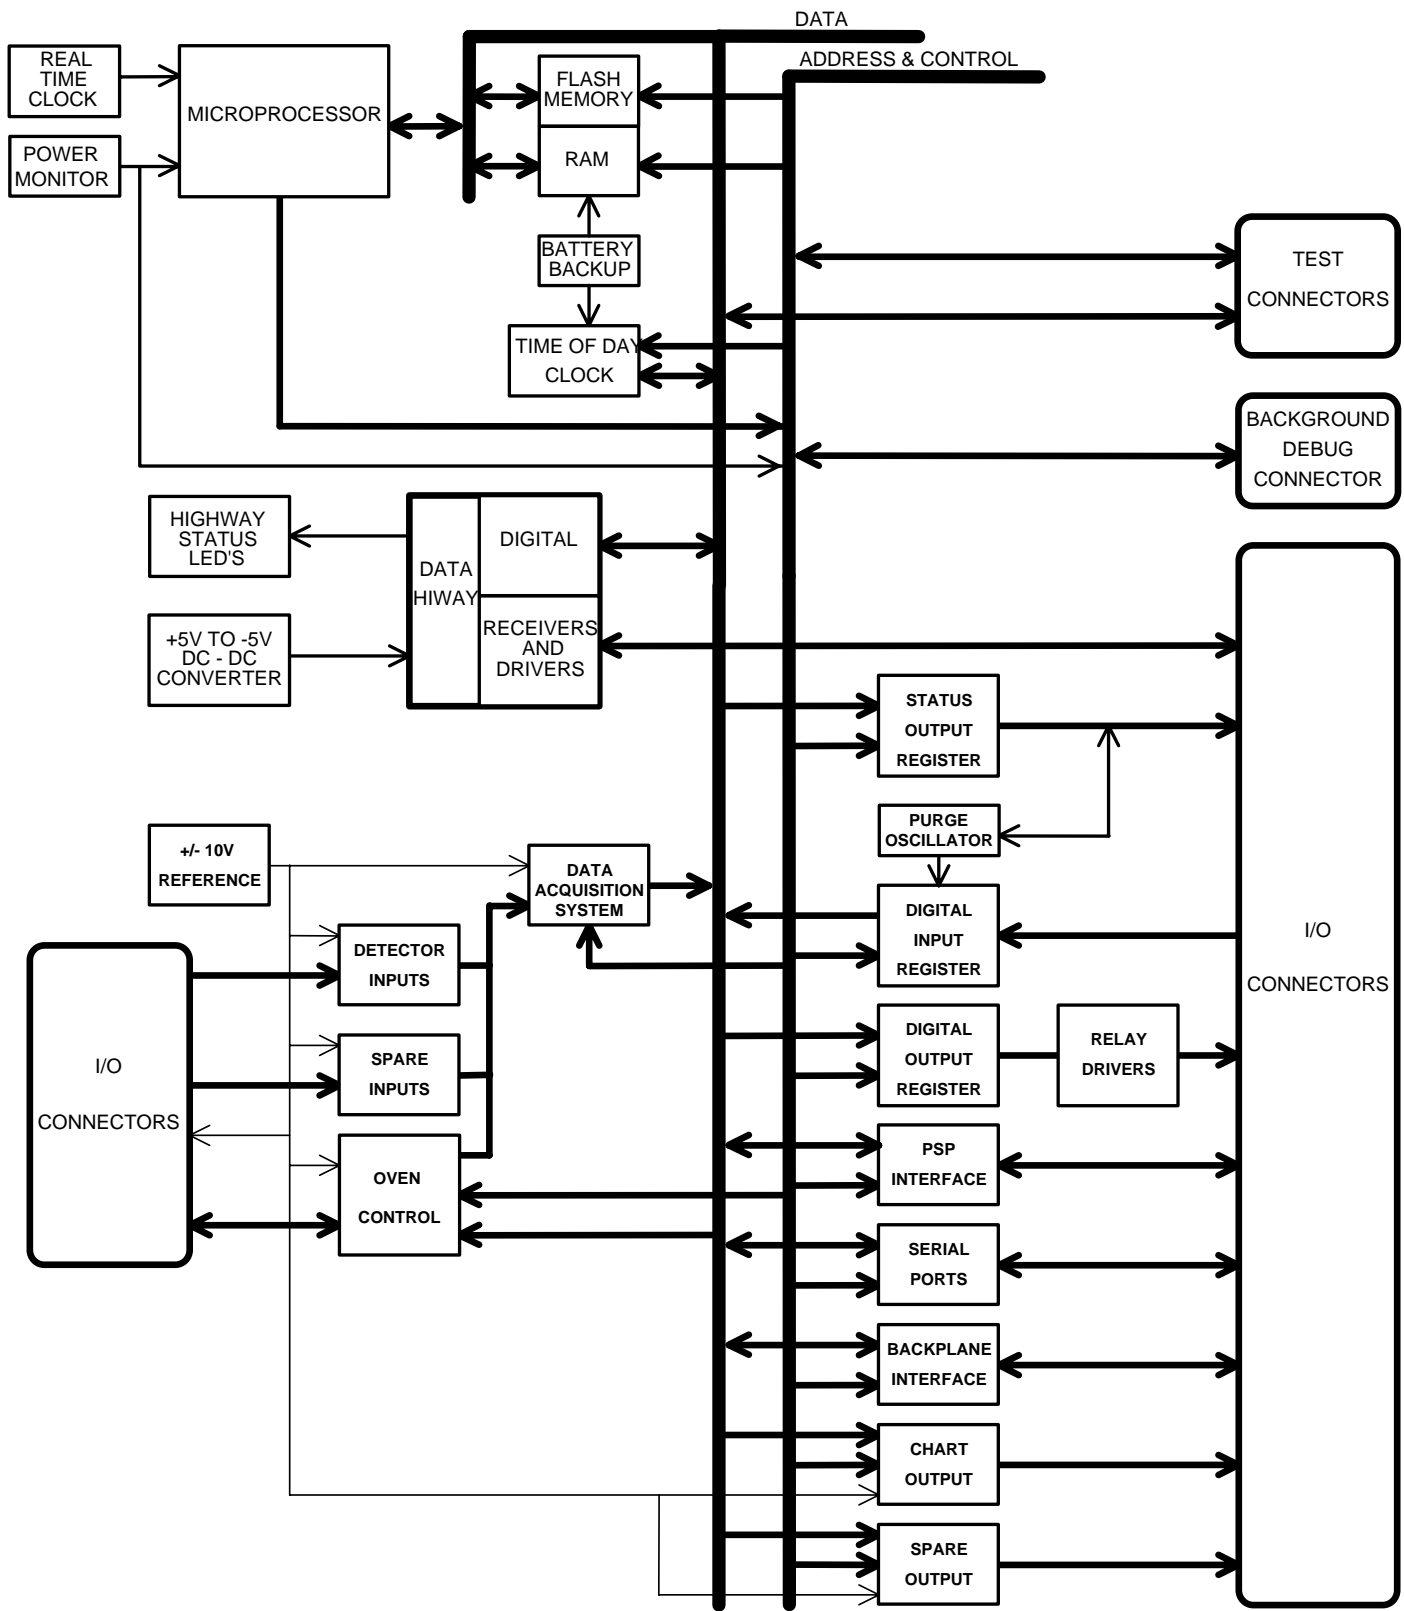 DATA
ADDRESS & CONTROL
REAL
TIME
CLOCK
MICROPROCESSOR
FLASH
MEMORY
POWER
MONITOR
RAM
BATTERY
BACKUP
TIME OF DAY
CLOCK
TEST
CONNECTORS
BACKGROUND
DEBUG
CONNECTOR
HIGHWAY
STATUS
LED'S
DATA
HIWAY
DIGITAL
RECEIVERS
AND
DRIVERS
+5V TO -5V
DC - DC
CONVERTER
STATUS
OUTPUT
REGISTER
PURGE
OSCILLATOR
+/- 10V
REFERENCE
DATA
ACQUISITION
SYSTEM
DIGITAL
INPUT
REGISTER
I/O
CONNECTORS
DETECTOR
INPUTS
SPARE
INPUTS
I/O
CONNECTORS
OVEN
CONTROL
DIGITAL
OUTPUT
REGISTER
RELAY
DRIVERS
PSP
INTERFACE
SERIAL
PORTS
BACKPLANE
INTERFACE
CHART
OUTPUT
SPARE
OUTPUT